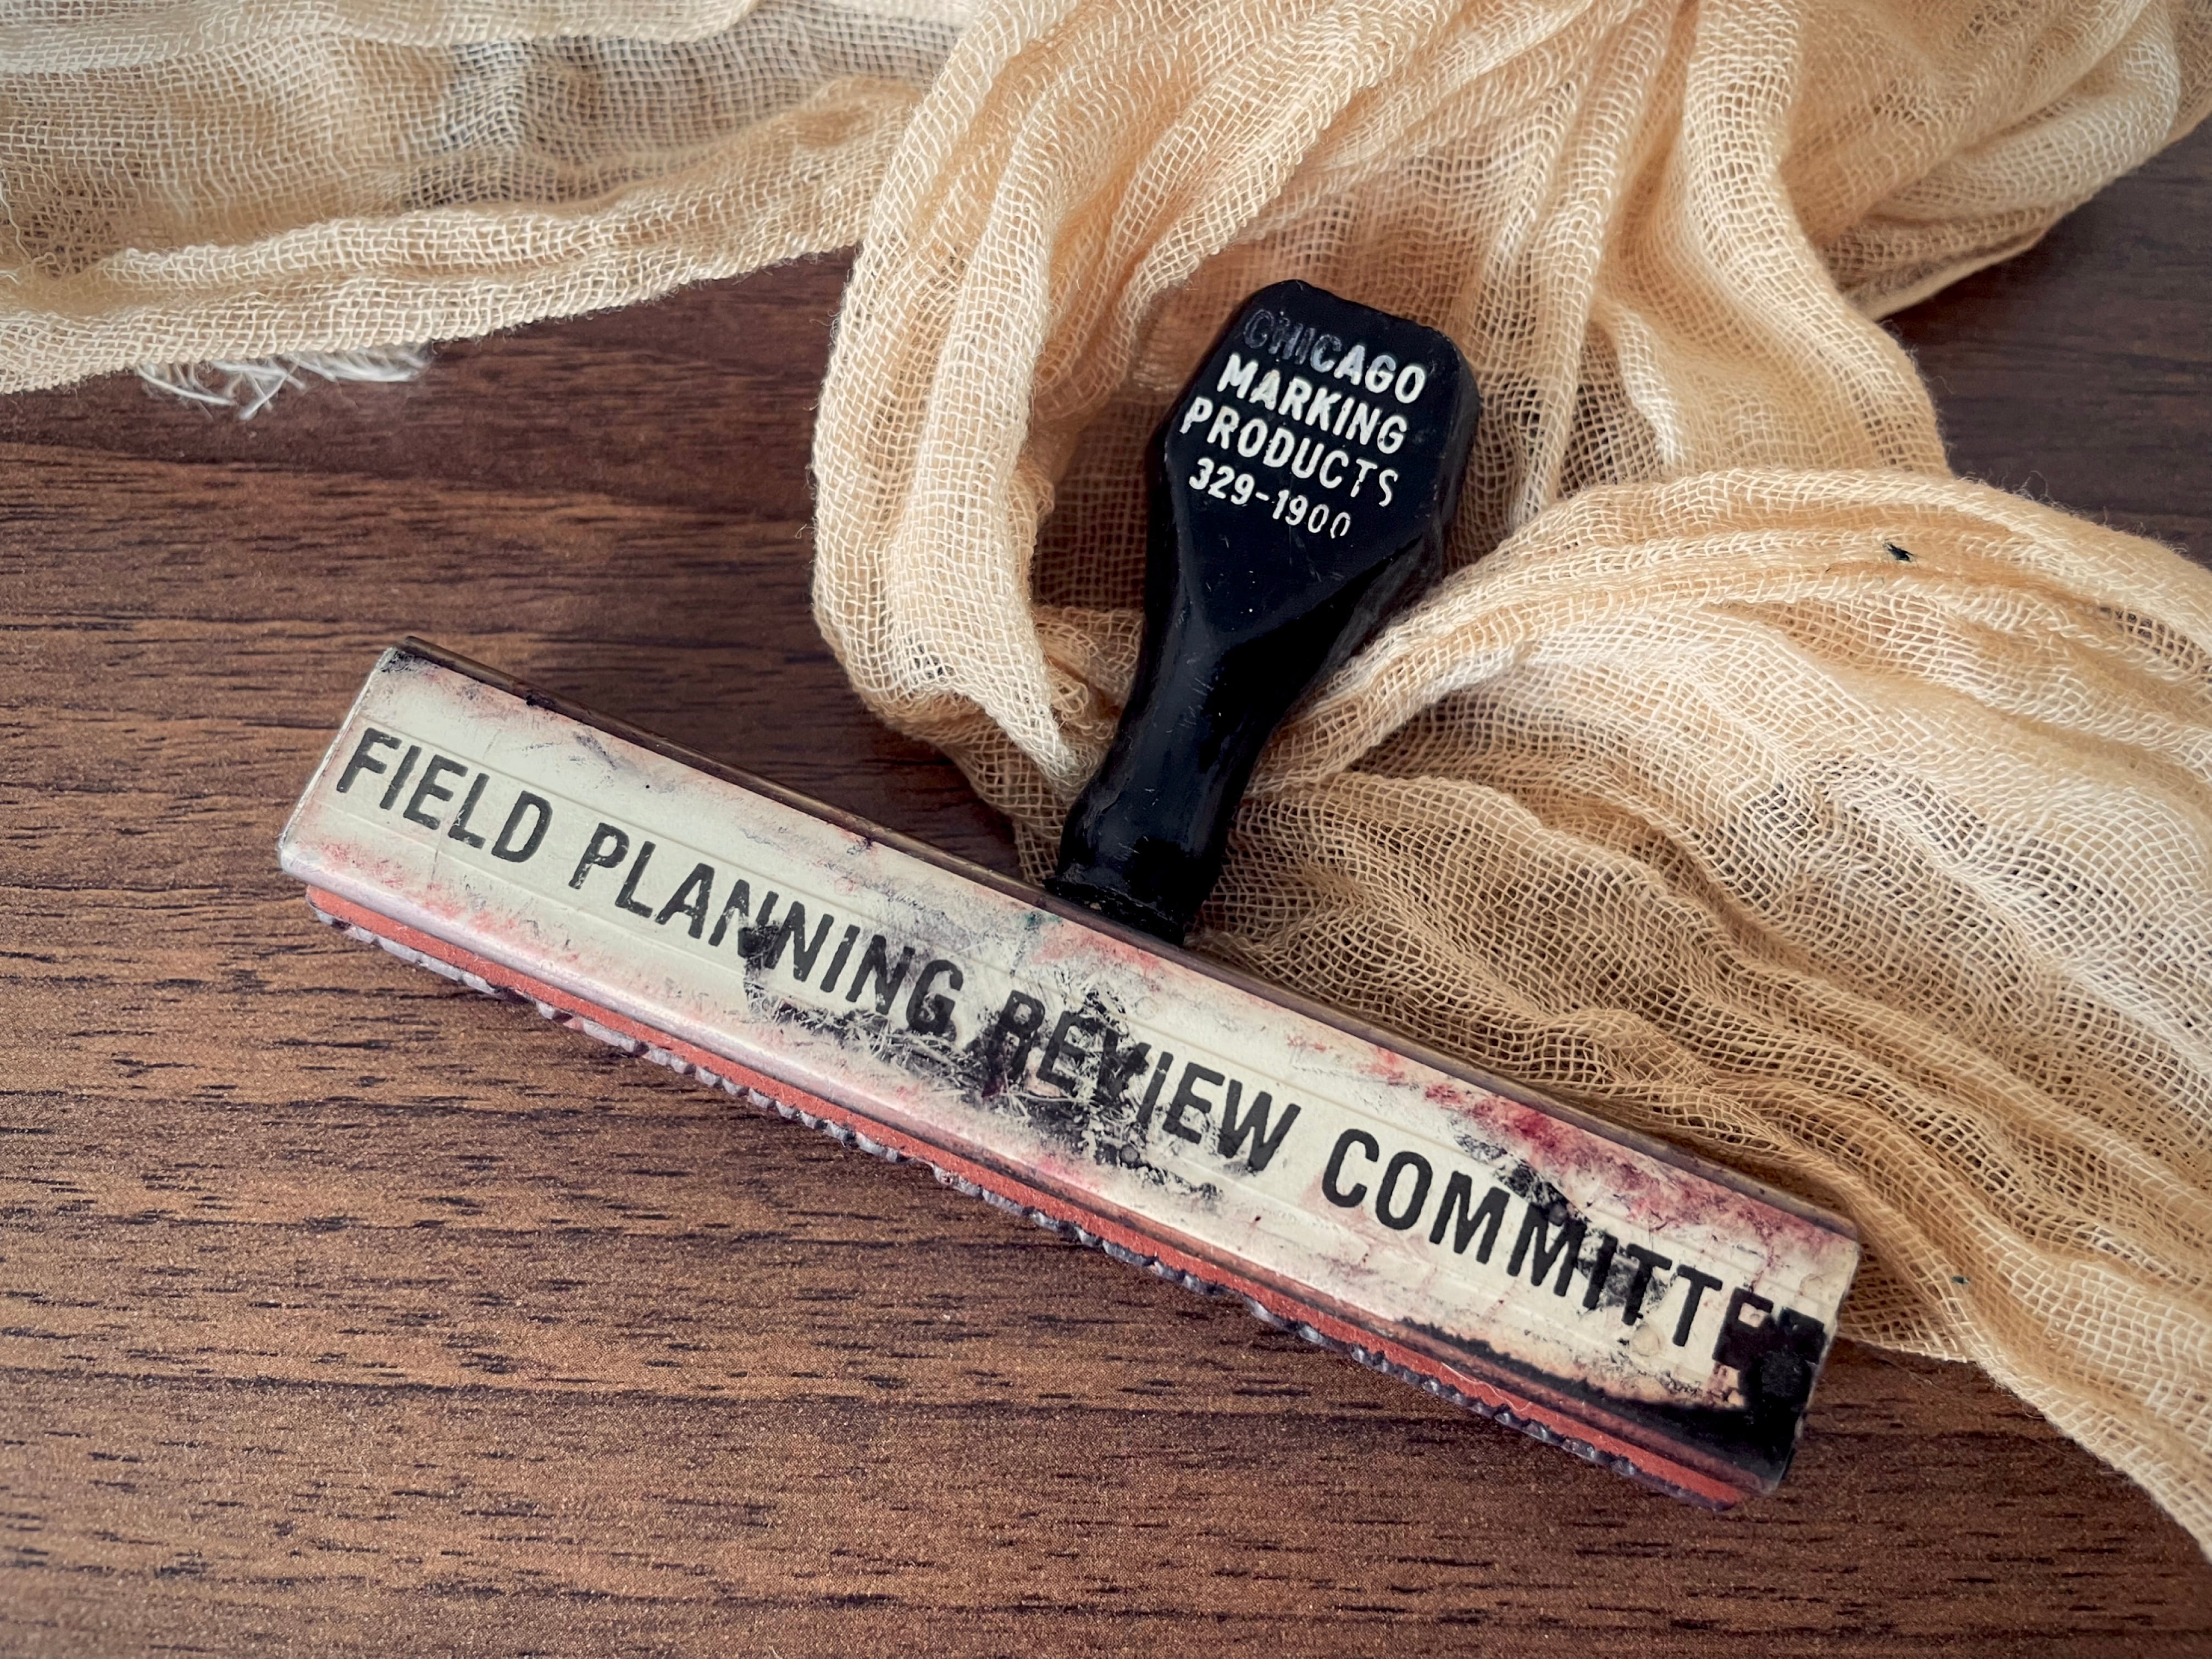 CHICAGO
MARKING
PRODUCTS
329-1900
FIELD PLANNING REVIEW COMMITTEE